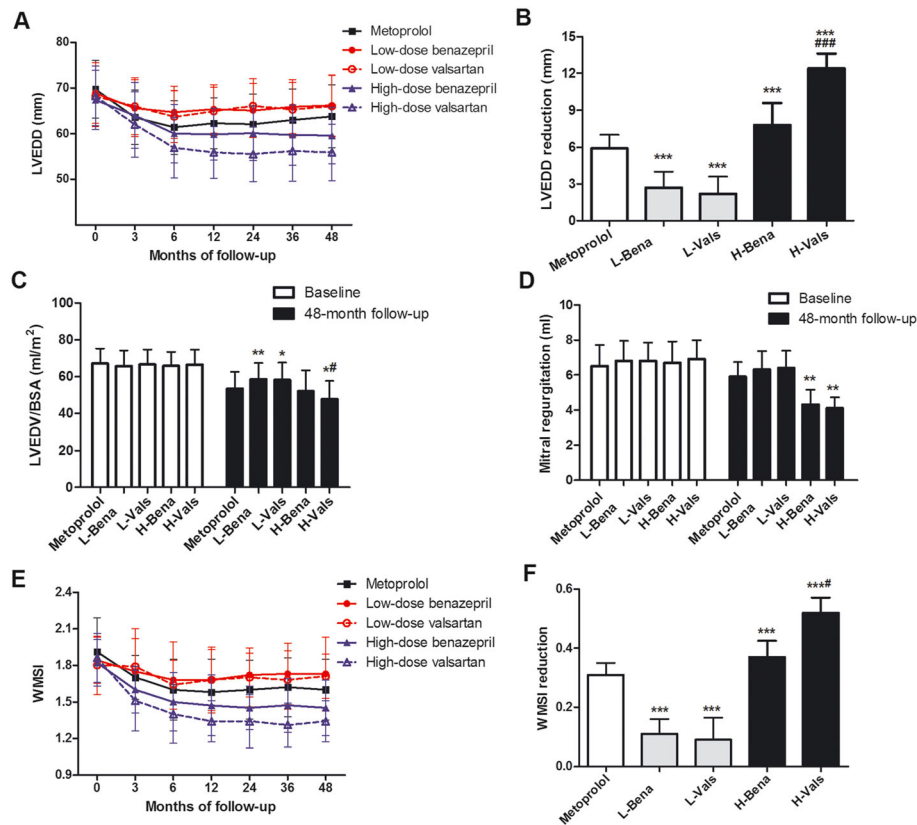 A
Metoprolol
Low-dose benazepril
Low-dose valsartan
High-dose benazepril
High-dose valsartan
LVEDD (mm)
80
70
60
50
0 3 6 12 24 36 48
Months of follow-up
B
LVEDD reduction (mm)
15
12
9
6
3
0
*** *** *** ***
###
Metoprolol L-Bena L-Vals H-Bena H-Vals
C
Baseline
48-month follow-up
LVEDV/BSA (ml/m²)
100
80
60
40
20
0
** * *#
Metoprolol L-Bena L-Vals H-Bena H-Vals Metoprolol L-Bena L-Vals H-Bena H-Vals
D
Baseline
48-month follow-up
Mitral regurgitation (ml)
10
8
6
4
2
0
** **
Metoprolol L-Bena L-Vals H-Bena H-Vals Metoprolol L-Bena L-Vals H-Bena H-Vals
E
Metoprolol
Low-dose benazepril
Low-dose valsartan
High-dose benazepril
High-dose valsartan
WMSI
2.4
2.1
1.8
1.5
1.2
0.9
0 3 6 12 24 36 48
Months of follow-up
F
WMSI reduction
0.6
0.4
0.2
0.0
*** *** *** ***#
Metoprolol L-Bena L-Vals H-Bena H-Vals